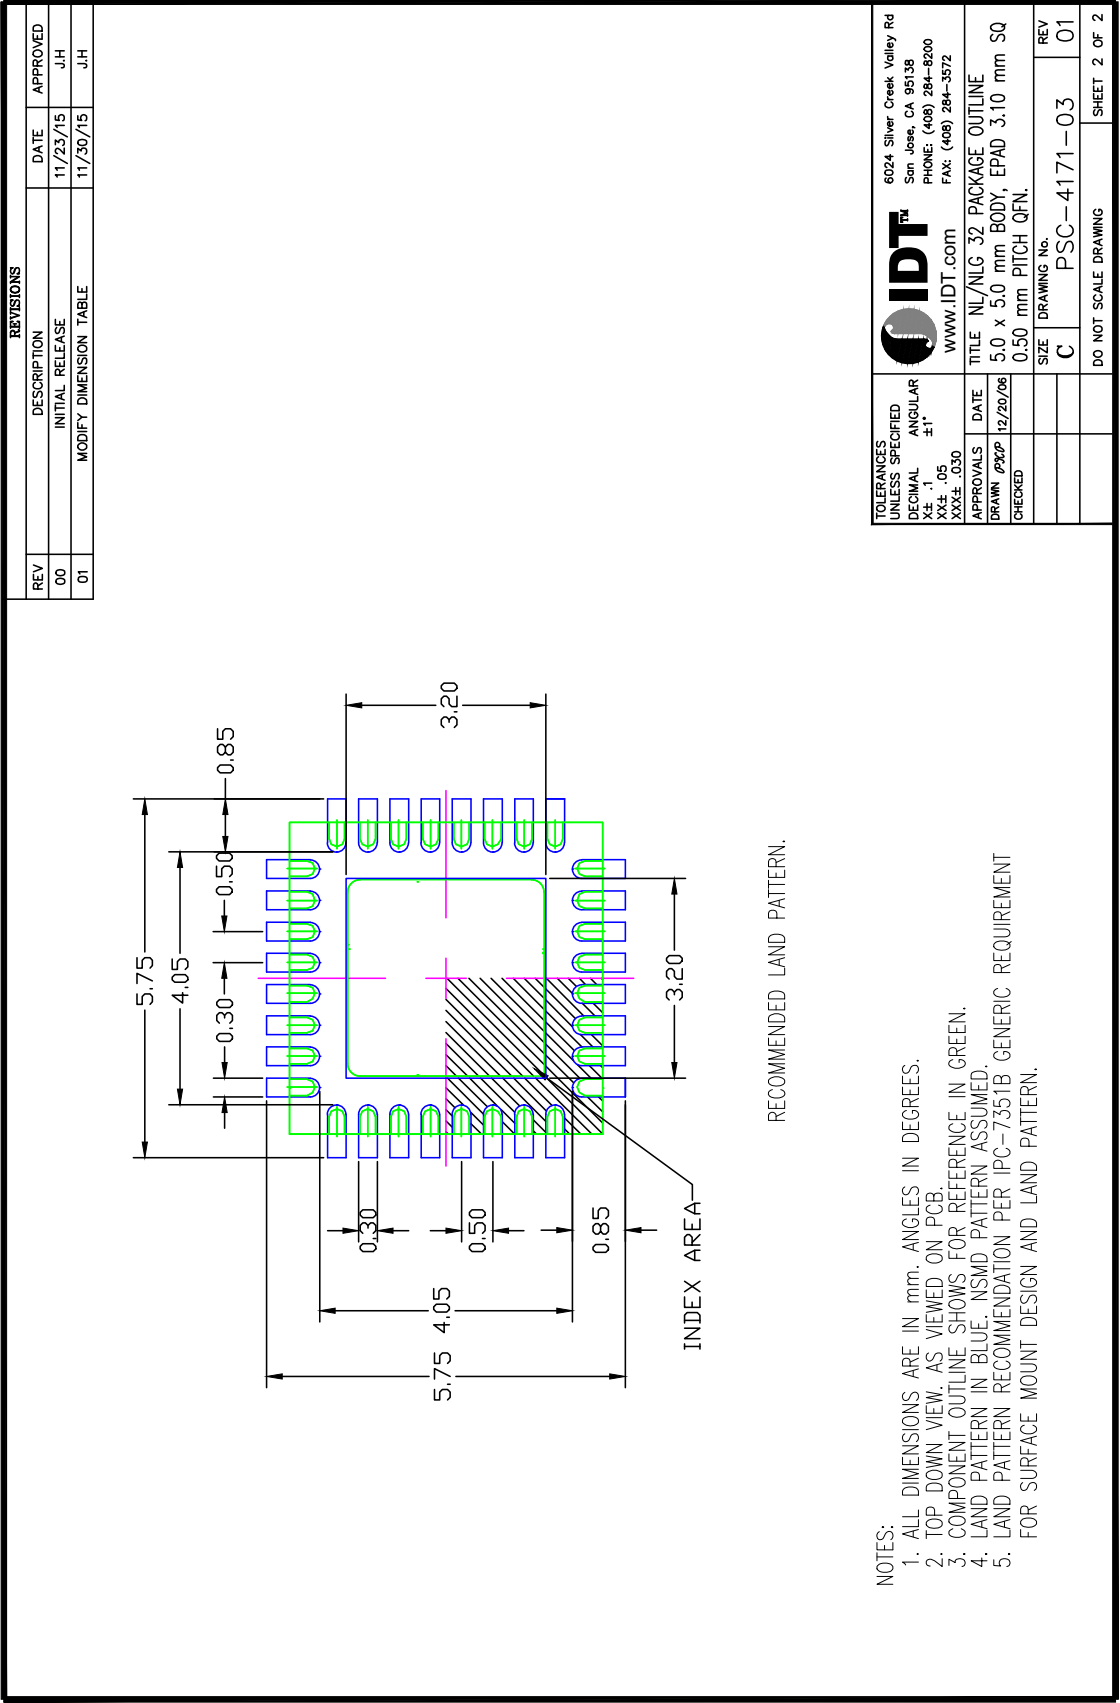 REVISIONS
REV DESCRIPTION DATE APPROVED
00 INITIAL RELEASE 11/23/15 J.H
01 MODIFY DIMENSION TABLE 11/30/15 J.H
5.75
4.05
0.30
0.50
0.85
3.20
5.75
4.05
0.30
0.50
0.85
3.20
INDEX AREA
RECOMMENDED LAND PATTERN.
NOTES:
1. ALL DIMENSIONS ARE IN mm. ANGLES IN DEGREES.
2. TOP DOWN VIEW. AS VIEWED ON PCB.
3. COMPONENT OUTLINE SHOWS FOR REFERENCE IN GREEN.
4. LAND PATTERN IN BLUE. NSMD PATTERN ASSUMED.
5. LAND PATTERN RECOMMENDATION PER IPC-7351B GENERIC REQUIREMENT
FOR SURFACE MOUNT DESIGN AND LAND PATTERN.
TOLERANCES
UNLESS SPECIFIED
DECIMAL ANGULAR
X± .1 ±1°
XX± .05
XXX± .030
APPROVALS DATE
DRAWN 12/20/06
CHECKED
IDT™
www.IDT.com
6024 Silver Creek Valley Rd
San Jose, CA 95138
PHONE: (408) 284-8200
FAX: (408) 284-3572
TITLE NL/NLG 32 PACKAGE OUTLINE
5.0 x 5.0 mm BODY, EPAD 3.10 mm SQ
0.50 mm PITCH QFN.
SIZE DRAWING No. REV
C PSC-4171-03 01
DO NOT SCALE DRAWING SHEET 2 OF 2